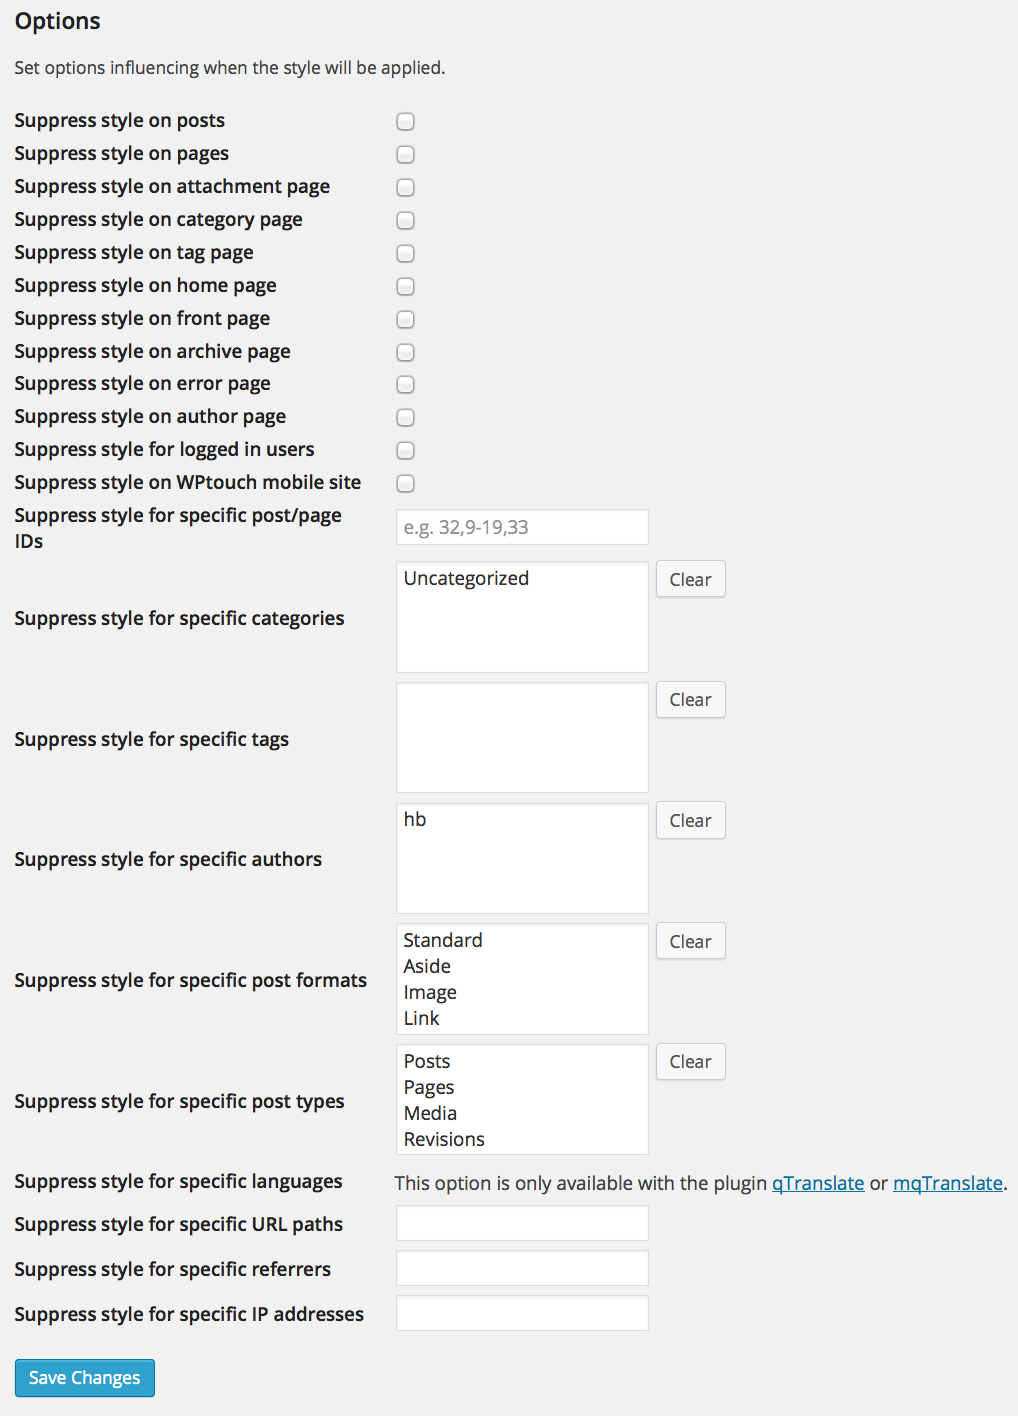 Options
Set options influencing when the style will be applied.
Suppress style on posts
Suppress style on pages
Suppress style on attachment page
Suppress style on category page
Suppress style on tag page
Suppress style on home page
Suppress style on front page
Suppress style on archive page
Suppress style on error page
Suppress style on author page
Suppress style for logged in users
Suppress style on WPtouch mobile site
Suppress style for specific post/page
IDs
e.g. 32,9-19,33
Suppress style for specific categories
Uncategorized
Clear
Suppress style for specific tags
Clear
Suppress style for specific authors
hb
Clear
Suppress style for specific post formats
Standard
Aside
Image
Link
Clear
Suppress style for specific post types
Posts
Pages
Media
Revisions
Clear
Suppress style for specific languages
This option is only available with the plugin qTranslate or mqTranslate.
Suppress style for specific URL paths
Suppress style for specific referrers
Suppress style for specific IP addresses
Save Changes